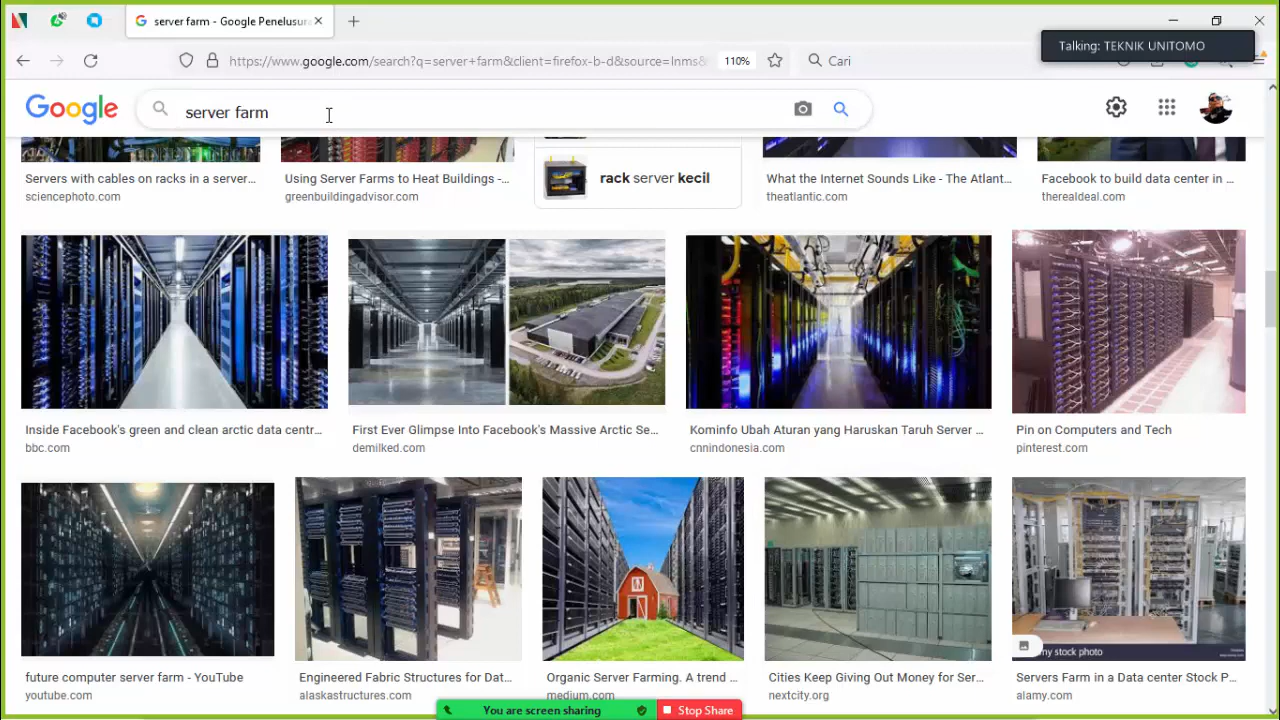 server farm - Google Penelusura
https://www.google.com/search?q=server+farm&client=firefox-b-d&source=lnms&
110%
Cari
Talking: TEKNIK UNITOMO
Google
server farm
Servers with cables on racks in a server...
sciencephoto.com
Using Server Farms to Heat Buildings -...
greenbuildingadvisor.com
rack server kecil
What the Internet Sounds Like - The Atlant...
theatlantic.com
Facebook to build data center in ...
therealdeal.com
Inside Facebook's green and clean arctic data centr...
bbc.com
First Ever Glimpse Into Facebook's Massive Arctic Se...
demilked.com
Kominfo Ubah Aturan yang Haruskan Taruh Server ...
cnnindonesia.com
Pin on Computers and Tech
pinterest.com
my stock photo
future computer server farm - YouTube
youtube.com
Engineered Fabric Structures for Dat...
alaskastructures.com
Organic Server Farming. A trend ...
medium.com
Cities Keep Giving Out Money for Ser...
nextcity.org
Servers Farm in a Data center Stock P...
alamy.com
You are screen sharing
Stop Share